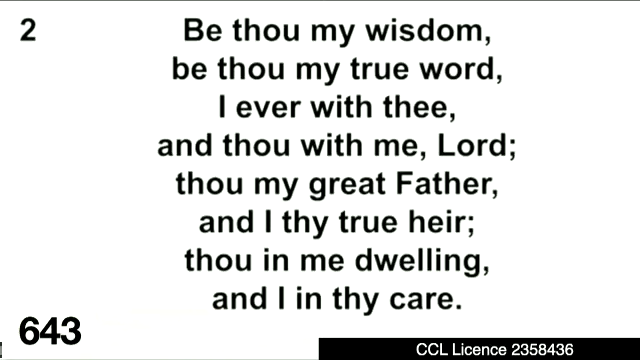 2
Be thou my wisdom,
be thou my true word,
I ever with thee,
and thou with me, Lord;
thou my great Father,
and I thy true heir;
thou in me dwelling,
and I in thy care.
643
CCL Licence 2358436